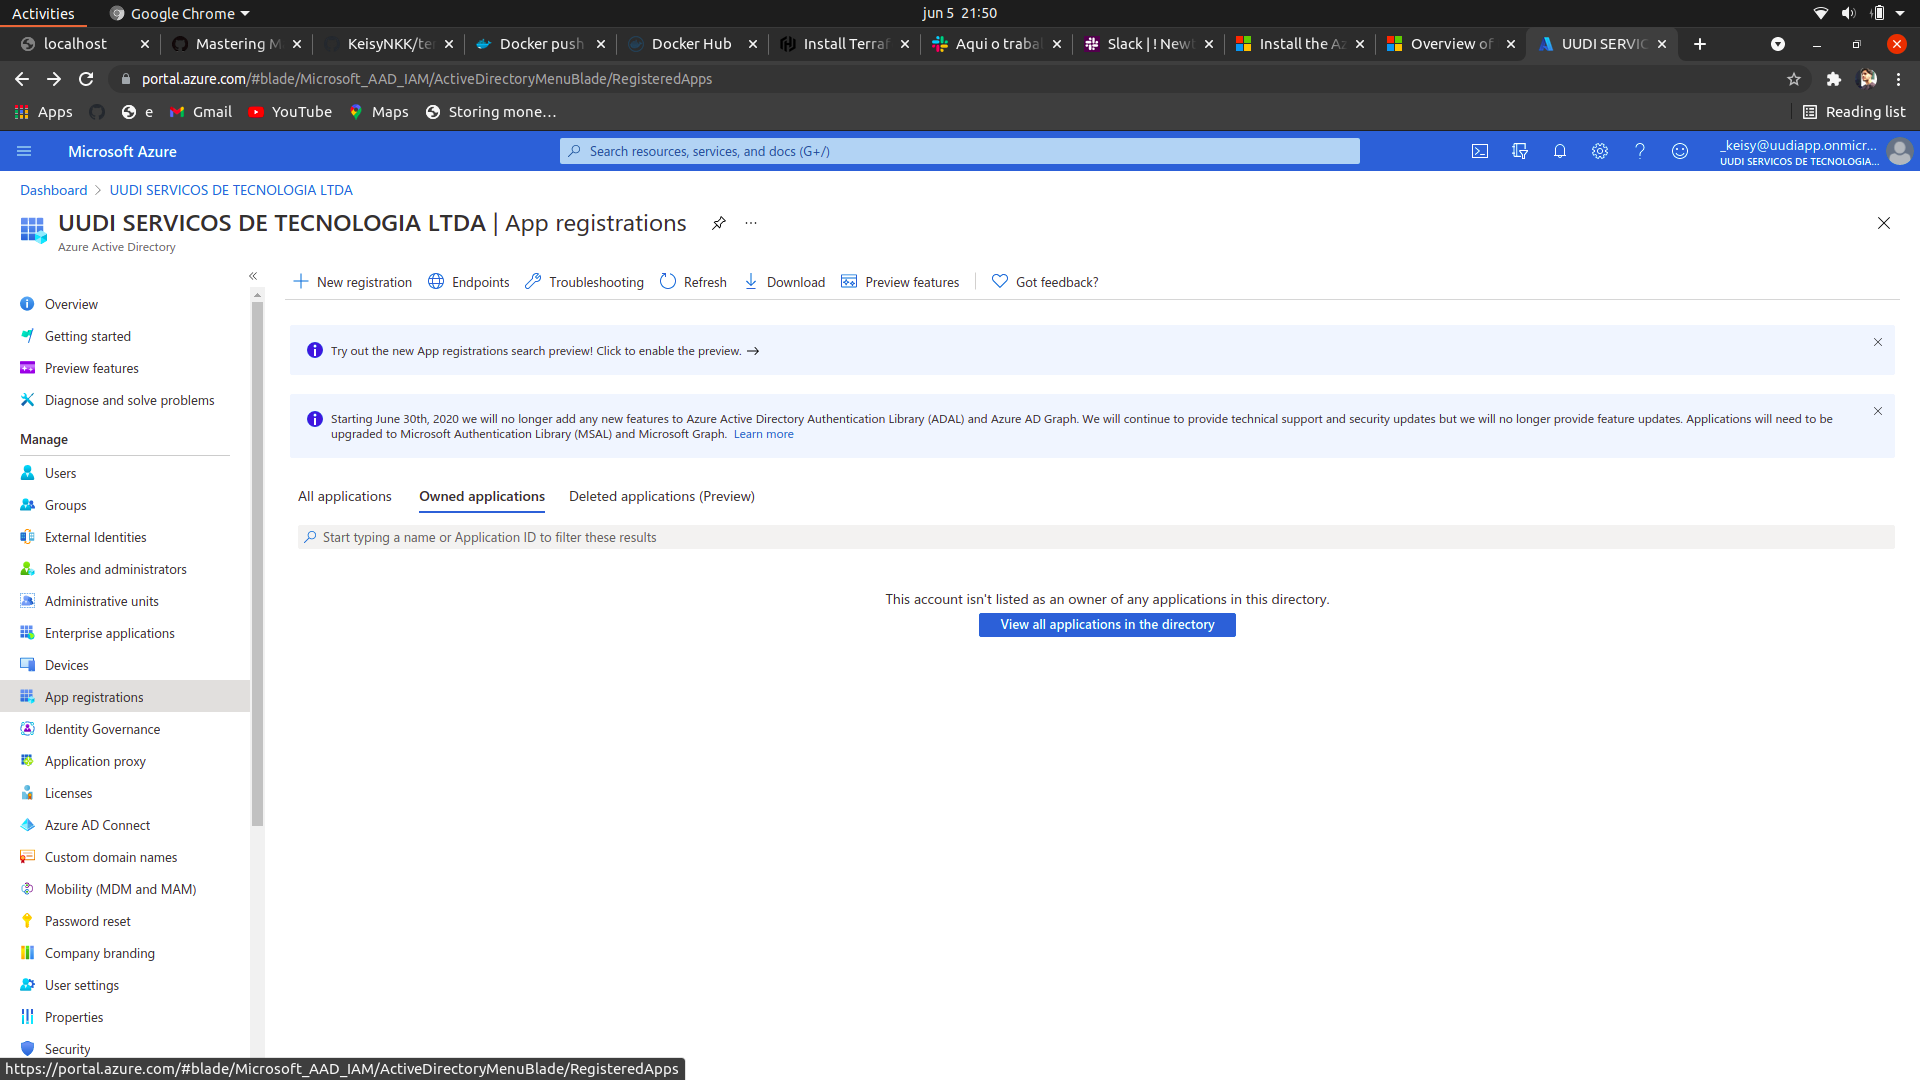 Activities
Google Chrome
jun 5 21:50
localhost
Mastering M
KeisyNKK/te
Docker push
Docker Hub
Install Terraf
Aqui o traba
Slack | ! Newt
Install the Az
Overview of
UUDI SERVIC
portal.azure.com/#blade/Microsoft_AAD_IAM/ActiveDirectoryMenuBlade/RegisteredApps
Apps
e
Gmail
YouTube
Maps
Storing mone…
Reading list
Microsoft Azure
Search resources, services, and docs (G+/)
_keisy@uudiapp.onmicr...
UUDI SERVICOS DE TECNOLOGIA...
Dashboard > UUDI SERVICOS DE TECNOLOGIA LTDA
UUDI SERVICOS DE TECNOLOGIA LTDA | App registrations
Azure Active Directory
Overview
Getting started
Preview features
Diagnose and solve problems
Manage
Users
Groups
External Identities
Roles and administrators
Administrative units
Enterprise applications
Devices
App registrations
Identity Governance
Application proxy
Licenses
Azure AD Connect
Custom domain names
Mobility (MDM and MAM)
Password reset
Company branding
User settings
Properties
Security
New registration
Endpoints
Troubleshooting
Refresh
Download
Preview features
Got feedback?
Try out the new App registrations search preview! Click to enable the preview. →
Starting June 30th, 2020 we will no longer add any new features to Azure Active Directory Authentication Library (ADAL) and Azure AD Graph. We will continue to provide technical support and security updates but we will no longer provide feature updates. Applications will need to be
upgraded to Microsoft Authentication Library (MSAL) and Microsoft Graph. Learn more
All applications
Owned applications
Deleted applications (Preview)
Start typing a name or Application ID to filter these results
This account isn't listed as an owner of any applications in this directory.
View all applications in the directory
https://portal.azure.com/#blade/Microsoft_AAD_IAM/ActiveDirectoryMenuBlade/RegisteredApps